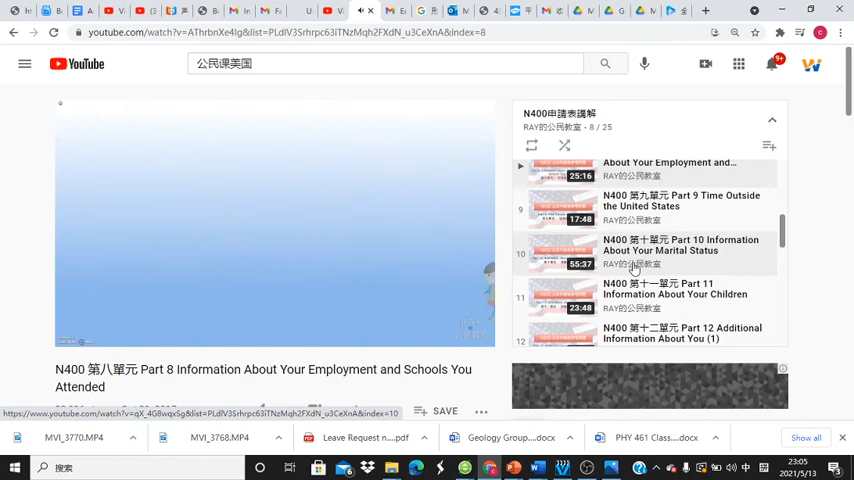 youtube.com/watch?v=AThrbnXe4Ig&list=PLdlV3Srhrpc63iTNzMqh2FXdN_u3CeXnA&index=8
YouTube
公民课美国
9+
N400申請表講解
RAY的公民教室 - 8 / 25
About Your Employment and...
25:16
RAY的公民教室
9
N400 第九單元 Part 9 Time Outside
the United States
17:48
RAY的公民教室
10
N400 第十單元 Part 10 Information
About Your Marital Status
55:37
RAY的公民教室
11
N400 第十一單元 Part 11
Information About Your Children
23:48
RAY的公民教室
12
N400 第十二單元 Part 12 Additional
Information About You (1)
N400 第八單元 Part 8 Information About Your Employment and Schools You
Attended
SAVE
https://www.youtube.com/watch?v=qX_4G8wqxSg&list=PLdlV3Srhrpc63iTNzMqh2FXdN_u3CeXnA&index=10
MVI_3770.MP4
MVI_3768.MP4
Leave Request n....pdf
Geology Group....docx
PHY 461 Class....docx
Show all
搜索
中
23:05
2021/5/13